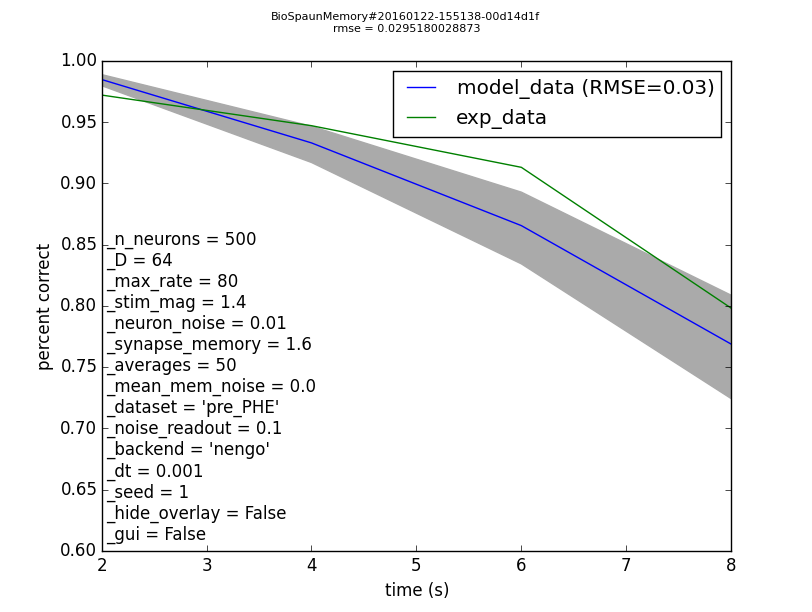 BioSpaunMemory#20160122-155138-00d14d1f
rmse = 0.0295180028873
model_data (RMSE=0.03)
exp_data
percent correct
1.00
0.95
0.90
0.85
0.80
0.75
0.70
0.65
0.60
_n_neurons = 500
_D = 64
_max_rate = 80
_stim_mag = 1.4
_neuron_noise = 0.01
_synapse_memory = 1.6
_averages = 50
_mean_mem_noise = 0.0
_dataset = 'pre_PHE'
_noise_readout = 0.1
_backend = 'nengo'
_dt = 0.001
_seed = 1
_hide_overlay = False
_gui = False
2 3 4 5 6 7 8
time (s)